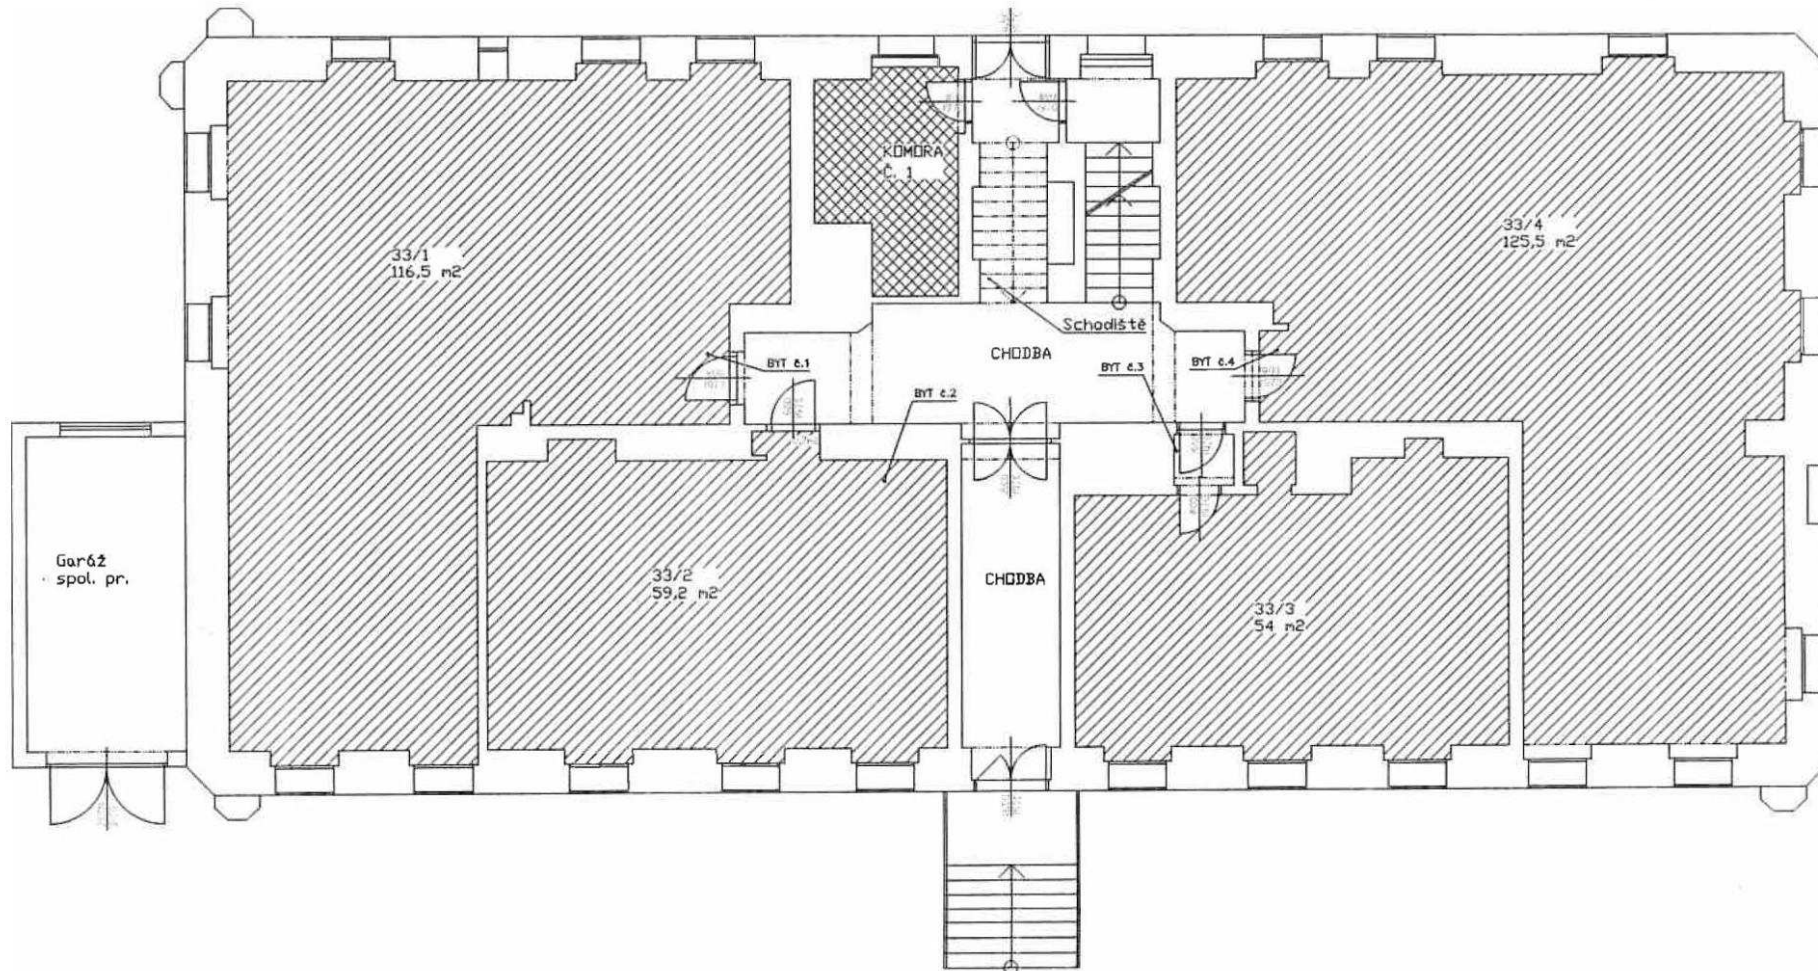 KOMORA
Č. 1
33/1
116,5 m2
33/4
125,5 m2
Schodiště
CHODBA
BYT č.1
BYT č.2
BYT č.3
BYT č.4
Garáž
spol. pr.
33/2
59,2 m2
CHODBA
33/3
54 m2